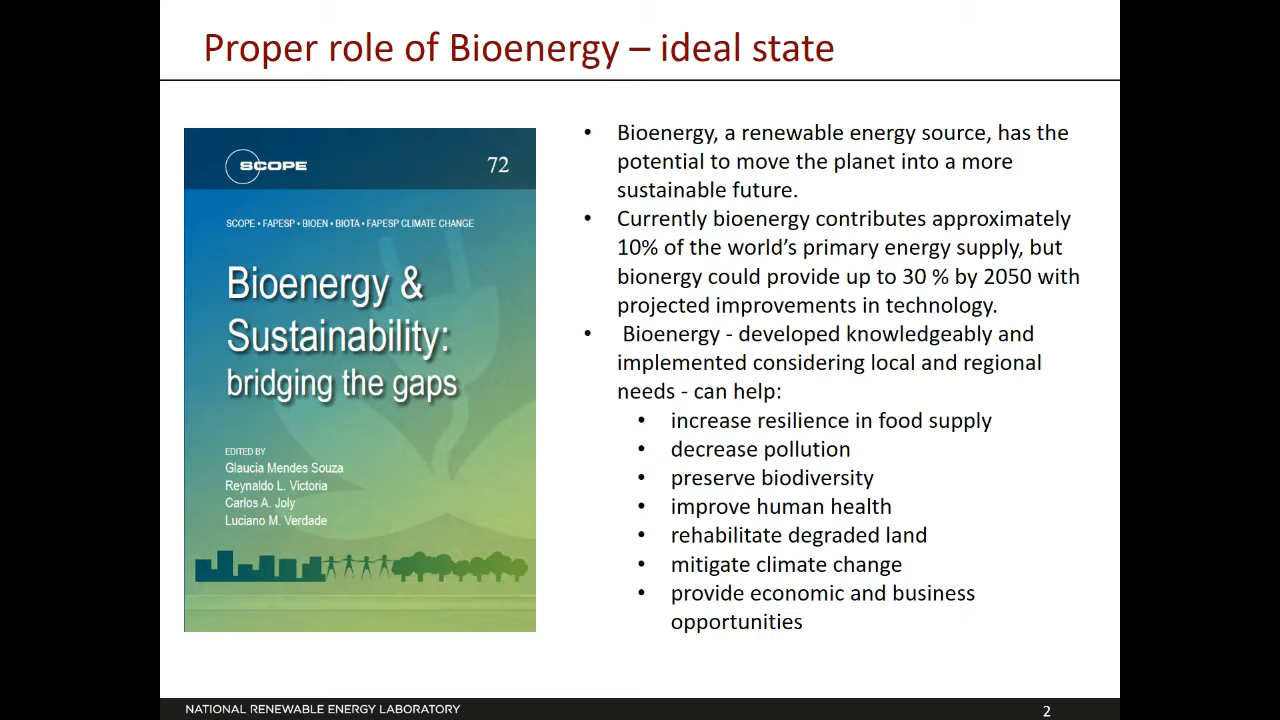 Proper role of Bioenergy – ideal state
SCOPE
72
SCOPE • FAPESP • BIOEN • BIOTA • FAPESP CLIMATE CHANGE
Bioenergy &
Sustainability:
bridging the gaps
EDITED BY
Glaucia Mendes Souza
Reynaldo L. Victoria
Carlos A. Joly
Luciano M. Verdade
• Bioenergy, a renewable energy source, has the
potential to move the planet into a more
sustainable future.
• Currently bioenergy contributes approximately
10% of the world’s primary energy supply, but
bionergy could provide up to 30 % by 2050 with
projected improvements in technology.
• Bioenergy - developed knowledgeably and
implemented considering local and regional
needs - can help:
• increase resilience in food supply
• decrease pollution
• preserve biodiversity
• improve human health
• rehabilitate degraded land
• mitigate climate change
• provide economic and business
opportunities
NATIONAL RENEWABLE ENERGY LABORATORY
2